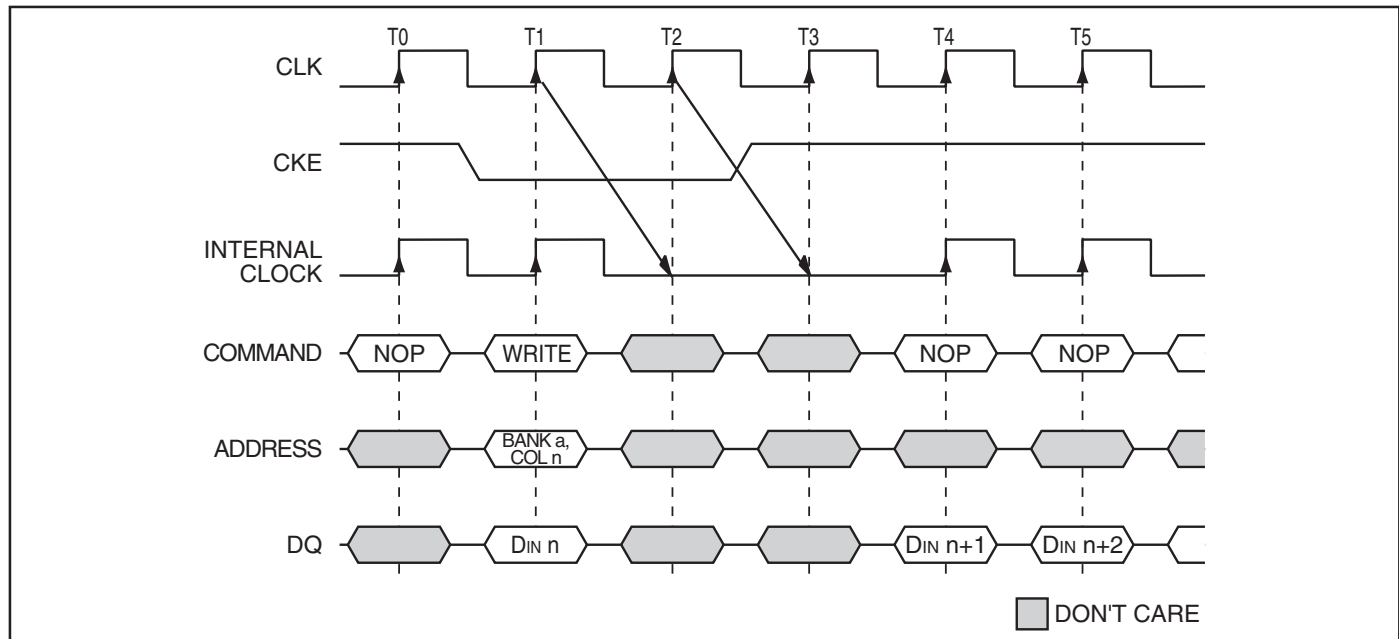 T0 T1 T2 T3 T4 T5
CLK
CKE
INTERNAL
CLOCK
COMMAND NOP WRITE NOP NOP
ADDRESS BANK a,
COL n
DQ DIN n DIN n+1 DIN n+2
DON'T CARE